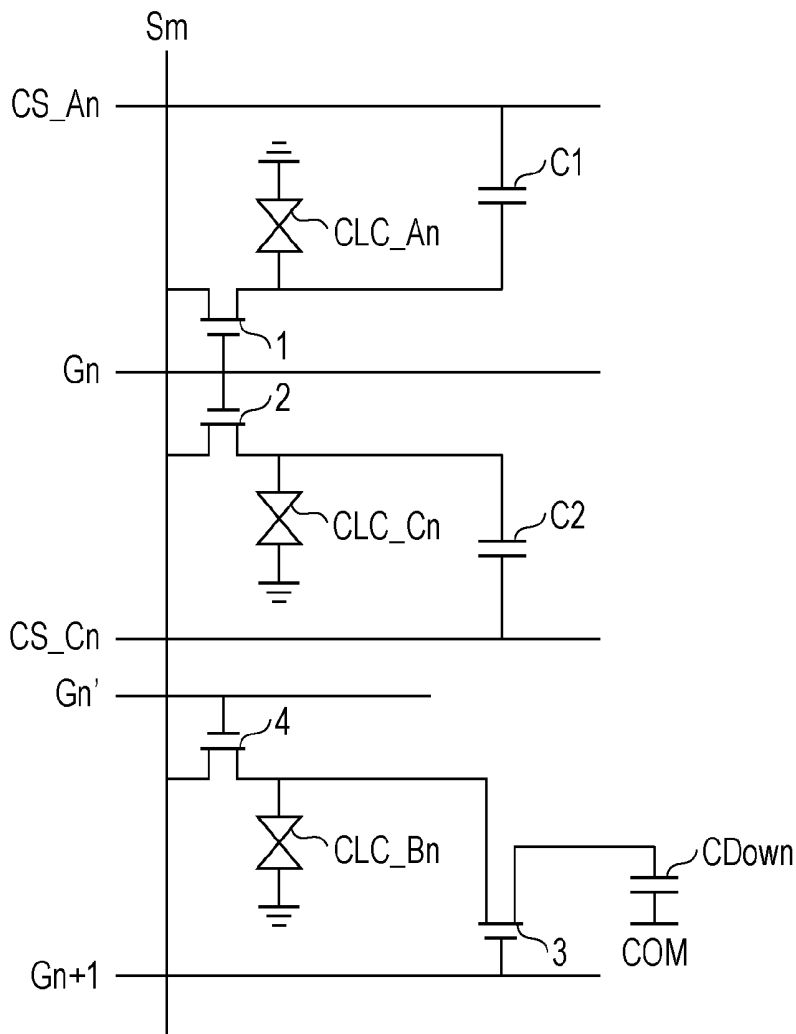 Sm
CS_An
C1
CLC_An
1
Gn
2
CLC_Cn
C2
CS_Cn
Gn'
4
CLC_Bn
CDown
3
COM
Gn+1